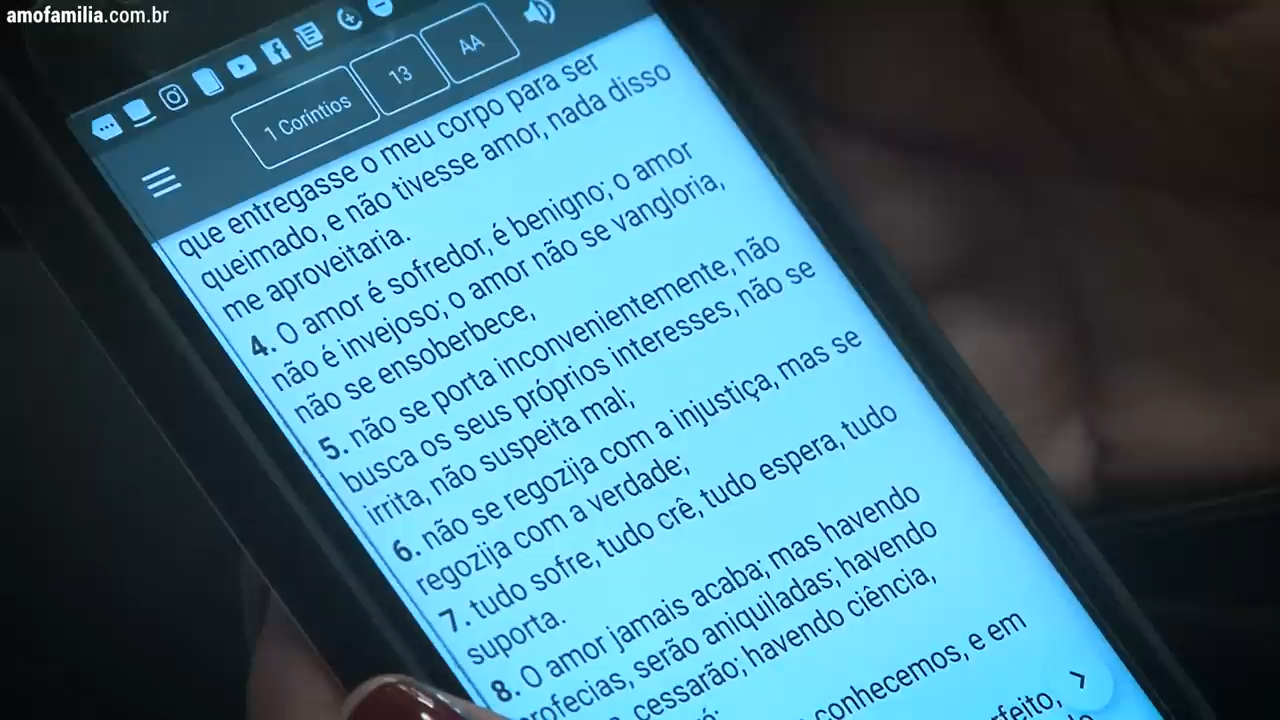 amofamilia.com.br
1 Coríntios
13
AA
que entregasse o meu corpo para ser
queimado, e não tivesse amor, nada disso
me aproveitaria.
4. O amor é sofredor, é benigno; o amor
não é invejoso; o amor não se vangloria,
não se ensoberbece,
5. não se porta inconvenientemente, não
busca os seus próprios interesses, não se
irrita, não suspeita mal;
6. não se regozija com a injustiça, mas se
regozija com a verdade;
7. tudo sofre, tudo crê, tudo espera, tudo
suporta.
8. O amor jamais acaba; mas havendo
profecias, serão aniquiladas; havendo
cessarão; havendo ciência,
conhecemos, e em